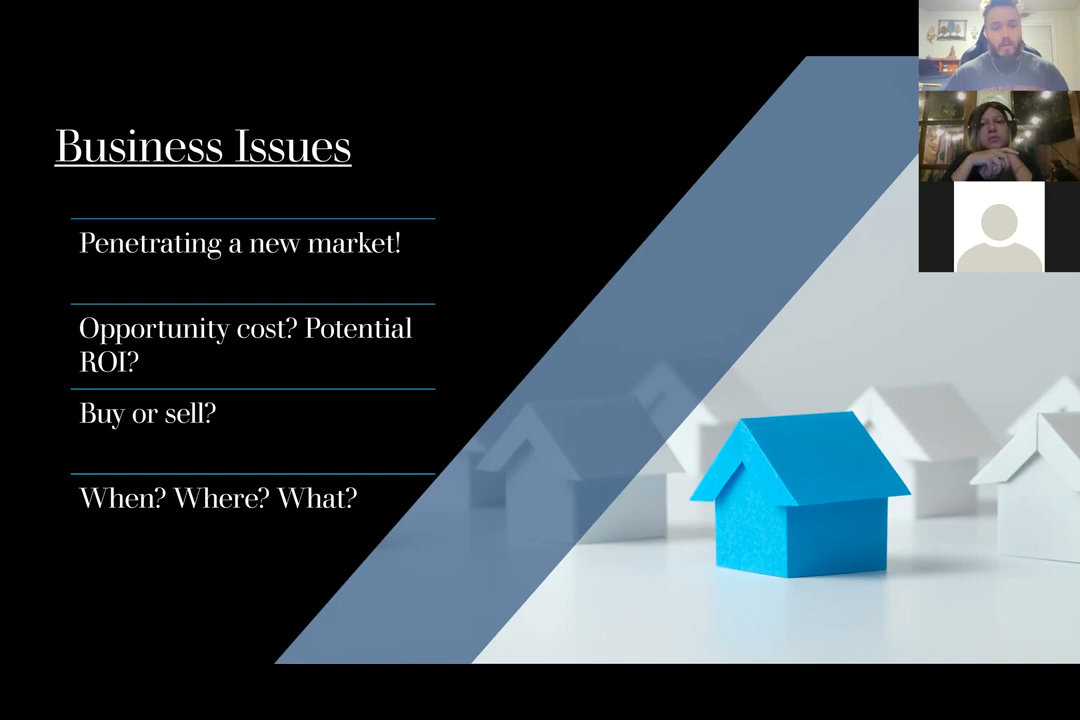 Business Issues
Penetrating a new market!
Opportunity cost? Potential
ROI?
Buy or sell?
When? Where? What?